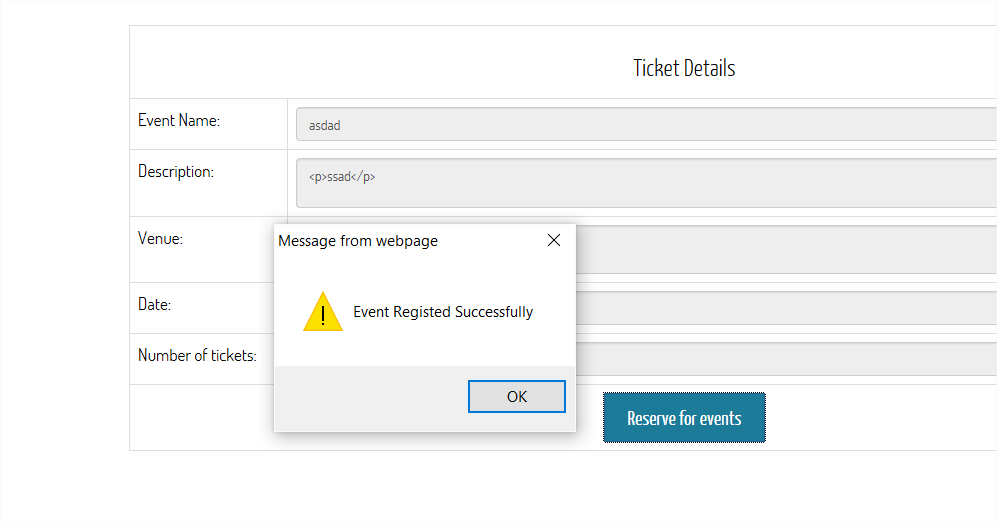 Ticket Details
Event Name:
asdad
Description:
<p>ssad</p>
Venue:
Message from webpage
Event Registed Successfully
Date:
Number of tickets:
OK
Reserve for events